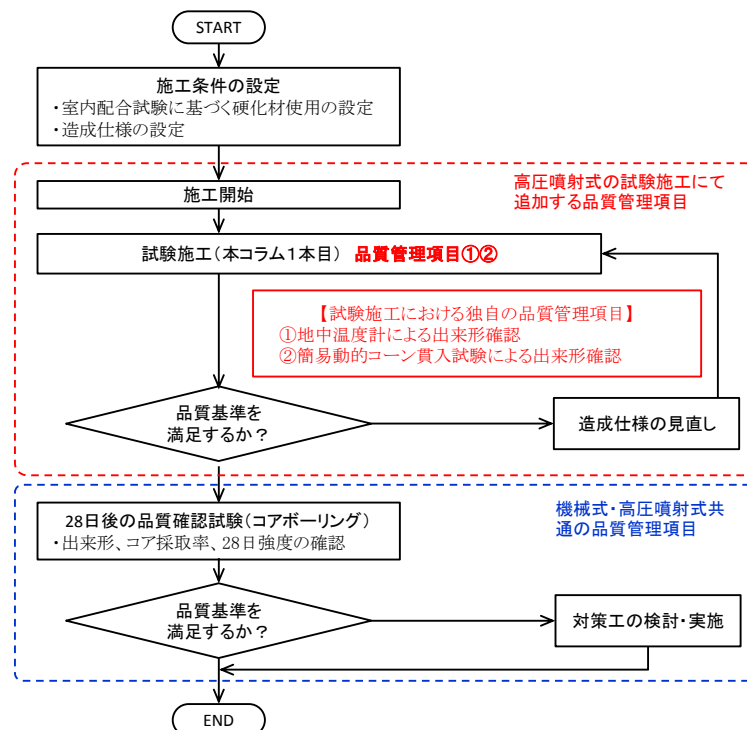 START
施工条件の設定
・室内配合試験に基づく硬化材使用の設定
・造成仕様の設定
施工開始
高圧噴射式の試験施工にて
追加する品質管理項目
試験施工（本コラム１本目） 品質管理項目①②
【試験施工における独自の品質管理項目】
①地中温度計による出来形確認
②簡易動的コーン貫入試験による出来形確認
品質基準を
満足するか？
造成仕様の見直し
28日後の品質確認試験（コアボーリング）
・出来形、コア採取率、28日強度の確認
機械式・高圧噴射式共
通の品質管理項目
品質基準を
満足するか？
対策工の検討・実施
END